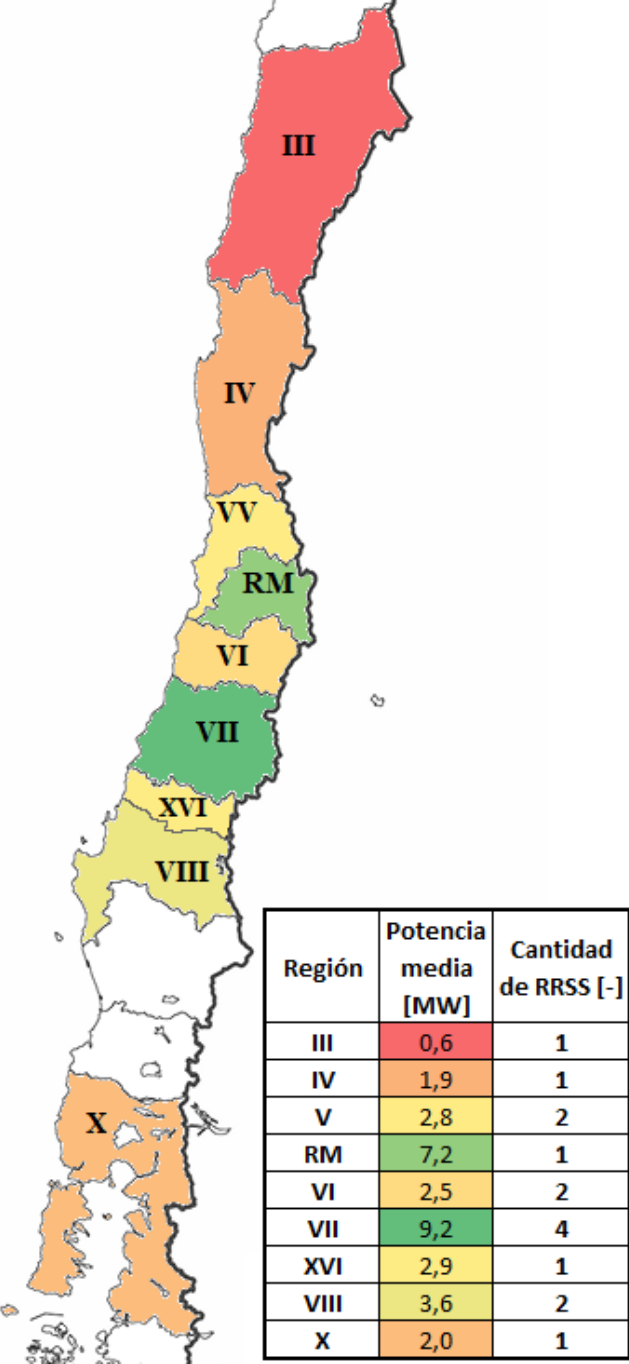 III
IV
VV
RM
VI
VII
XVI
VIII
X
Región Potencia media [MW] Cantidad de RRSS [-]
III 0,6 1
IV 1,9 1
V 2,8 2
RM 7,2 1
VI 2,5 2
VII 9,2 4
XVI 2,9 1
VIII 3,6 2
X 2,0 1